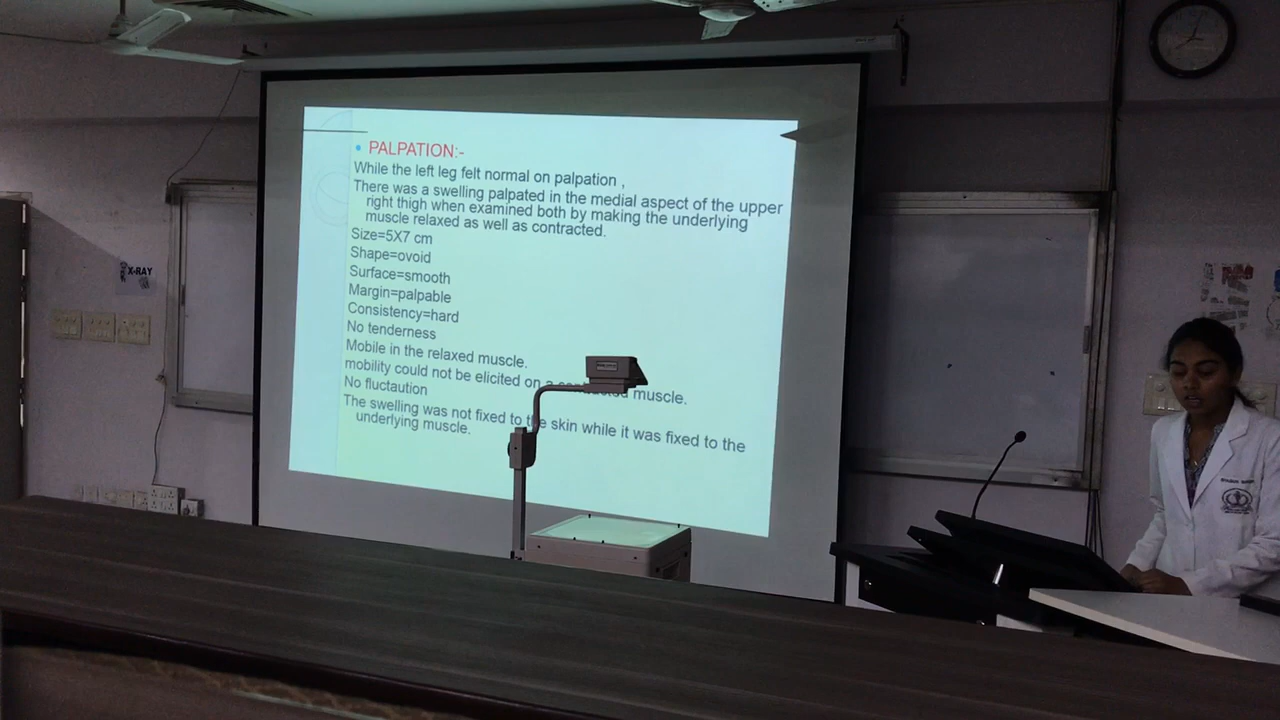 PALPATION:-
While the left leg felt normal on palpation ,
There was a swelling palpated in the medial aspect of the upper
right thigh when examined both by making the underlying
muscle relaxed as well as contracted.
Size=5X7 cm
Shape=ovoid
Surface=smooth
Margin=palpable
Consistency=hard
No tenderness
Mobile in the relaxed muscle.
mobility could not be elicited on a muscle.
No fluctaution
The swelling was not fixed to the skin while it was fixed to the
underlying muscle.
X-RAY